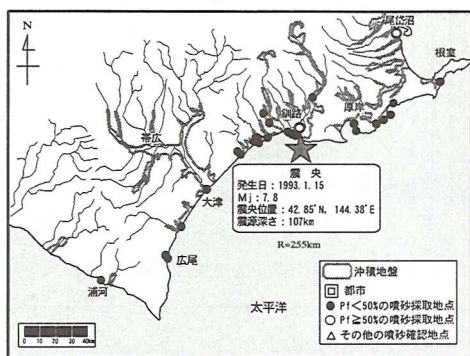 N
尾岱沼
根室
厚岸
釧路
帯広
大津
震央
発生日:1993.1.15
Mj:7.8
震央位置:42.85°N, 144.38°E
震源深さ:107km
R=255km
広尾
浦河
太平洋
沖積地盤
都市
Pf<50%の噴砂採取地点
Pf≧50%の噴砂採取地点
その他の噴砂確認地点
0 10 20 30 40km